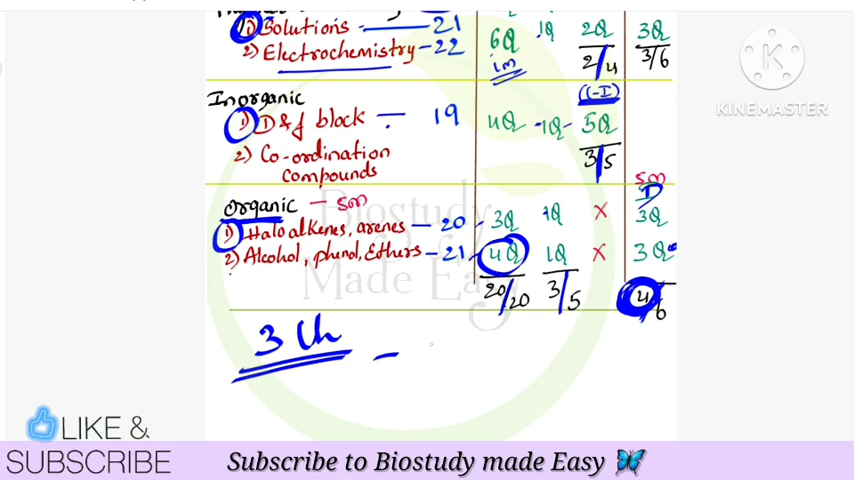 1) Solutions — 21 6Q 1Q 2Q 3Q
2) Electrochemistry - 22 im 2/4 3/6
Inorganic (-I)
1) D & f block — 19 4Q - 1Q - 5Q
2) Co-ordination 3/5
compounds
Organic - 5m 5m I
1) Haloalkenes, arenes - 20 - 3Q 1Q x 3Q
2) Alcohol, phenol, Ethers - 21 - 4Q 1Q x 3Q
20/20 3/5 4/6
3 Ch -
Biostudy
Made Easy
K
KINEMASTER
LIKE &
SUBSCRIBE
Subscribe to Biostudy made Easy 🦋